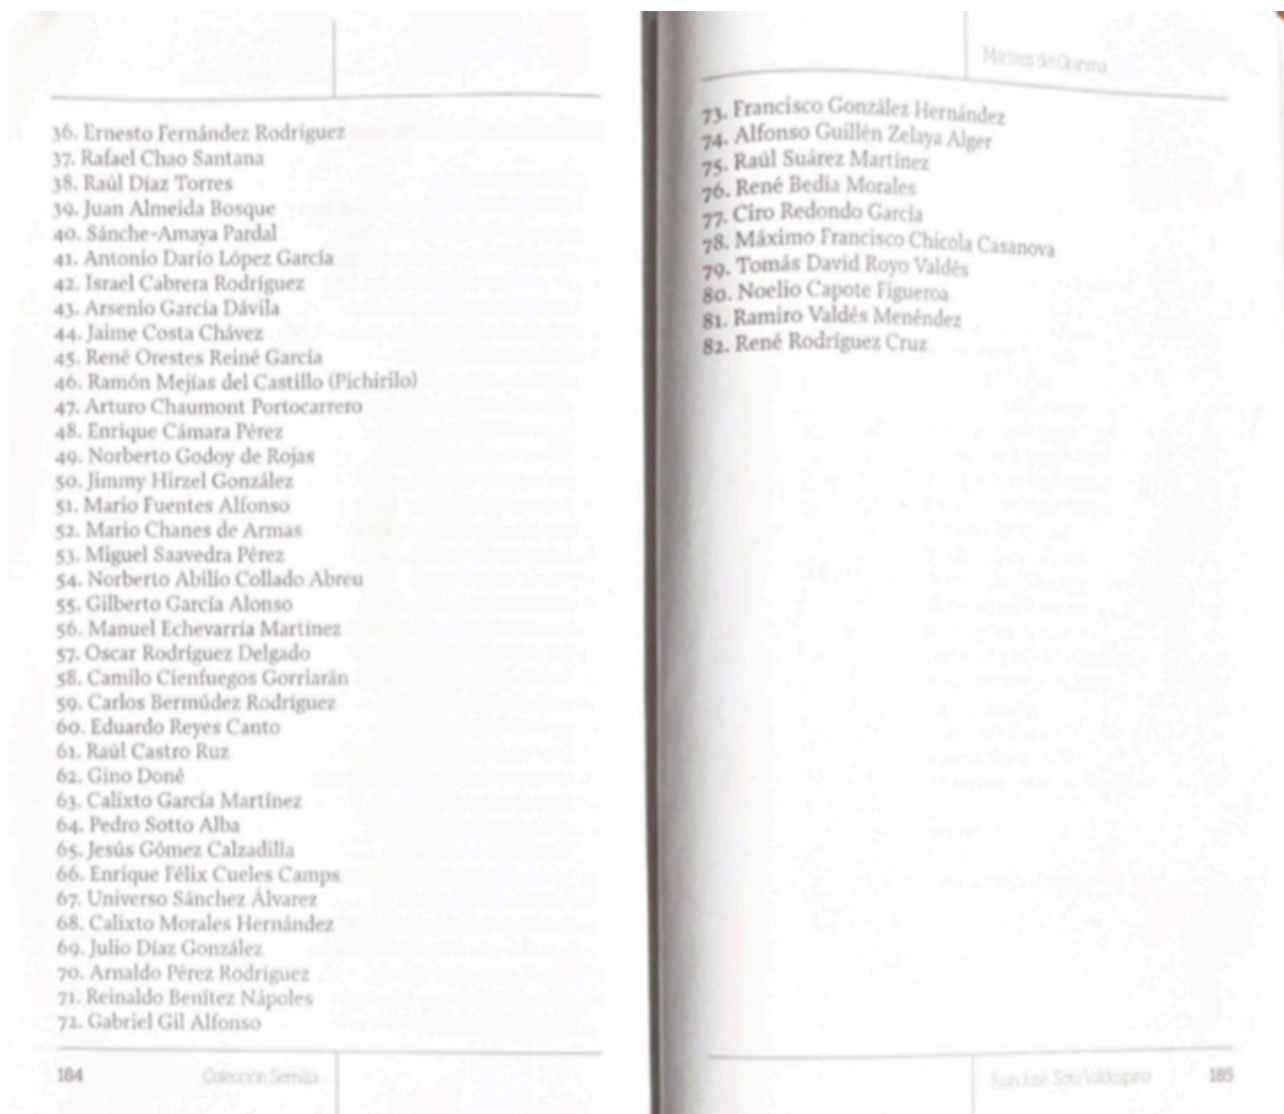 36. Ernesto Fernández Rodríguez
37. Rafael Chao Santana
38. Raúl Díaz Torres
39. Juan Almeida Bosque
40. Sánche-Amaya Pardal
41. Antonio Darío López García
42. Israel Cabrera Rodríguez
43. Arsenio García Dávila
44. Jaime Costa Chávez
45. René Orestes Reiné García
46. Ramón Mejías del Castillo (Pichirilo)
47. Arturo Chaumont Portocarrero
48. Enrique Cámara Pérez
49. Norberto Godoy de Rojas
50. Jimmy Hirzel González
51. Mario Fuentes Alfonso
52. Mario Chanes de Armas
53. Miguel Saavedra Pérez
54. Norberto Abilio Collado Abreu
55. Gilberto García Alonso
56. Manuel Echevarría Martínez
57. Oscar Rodríguez Delgado
58. Camilo Cienfuegos Gorriarán
59. Carlos Bermúdez Rodríguez
60. Eduardo Reyes Canto
61. Raúl Castro Ruz
62. Gino Doné
63. Calixto García Martínez
64. Pedro Sotto Alba
65. Jesús Gómez Calzadilla
66. Enrique Félix Cueles Camps
67. Universo Sánchez Álvarez
68. Calixto Morales Hernández
69. Julio Díaz González
70. Arnaldo Pérez Rodríguez
71. Reinaldo Benítez Nápoles
72. Gabriel Gil Alfonso
184 Colección Semilla
del Granma
73. Francisco González Hernández
74. Alfonso Guillén Zelaya Alger
75. Raúl Suárez Martínez
76. René Bedia Morales
77. Ciro Redondo García
78. Máximo Francisco Chicola Casanova
79. Tomás David Royo Valdés
80. Noelio Capote Figueroa
81. Ramiro Valdés Menéndez
82. René Rodríguez Cruz
Juan José Soto Valdespino 185